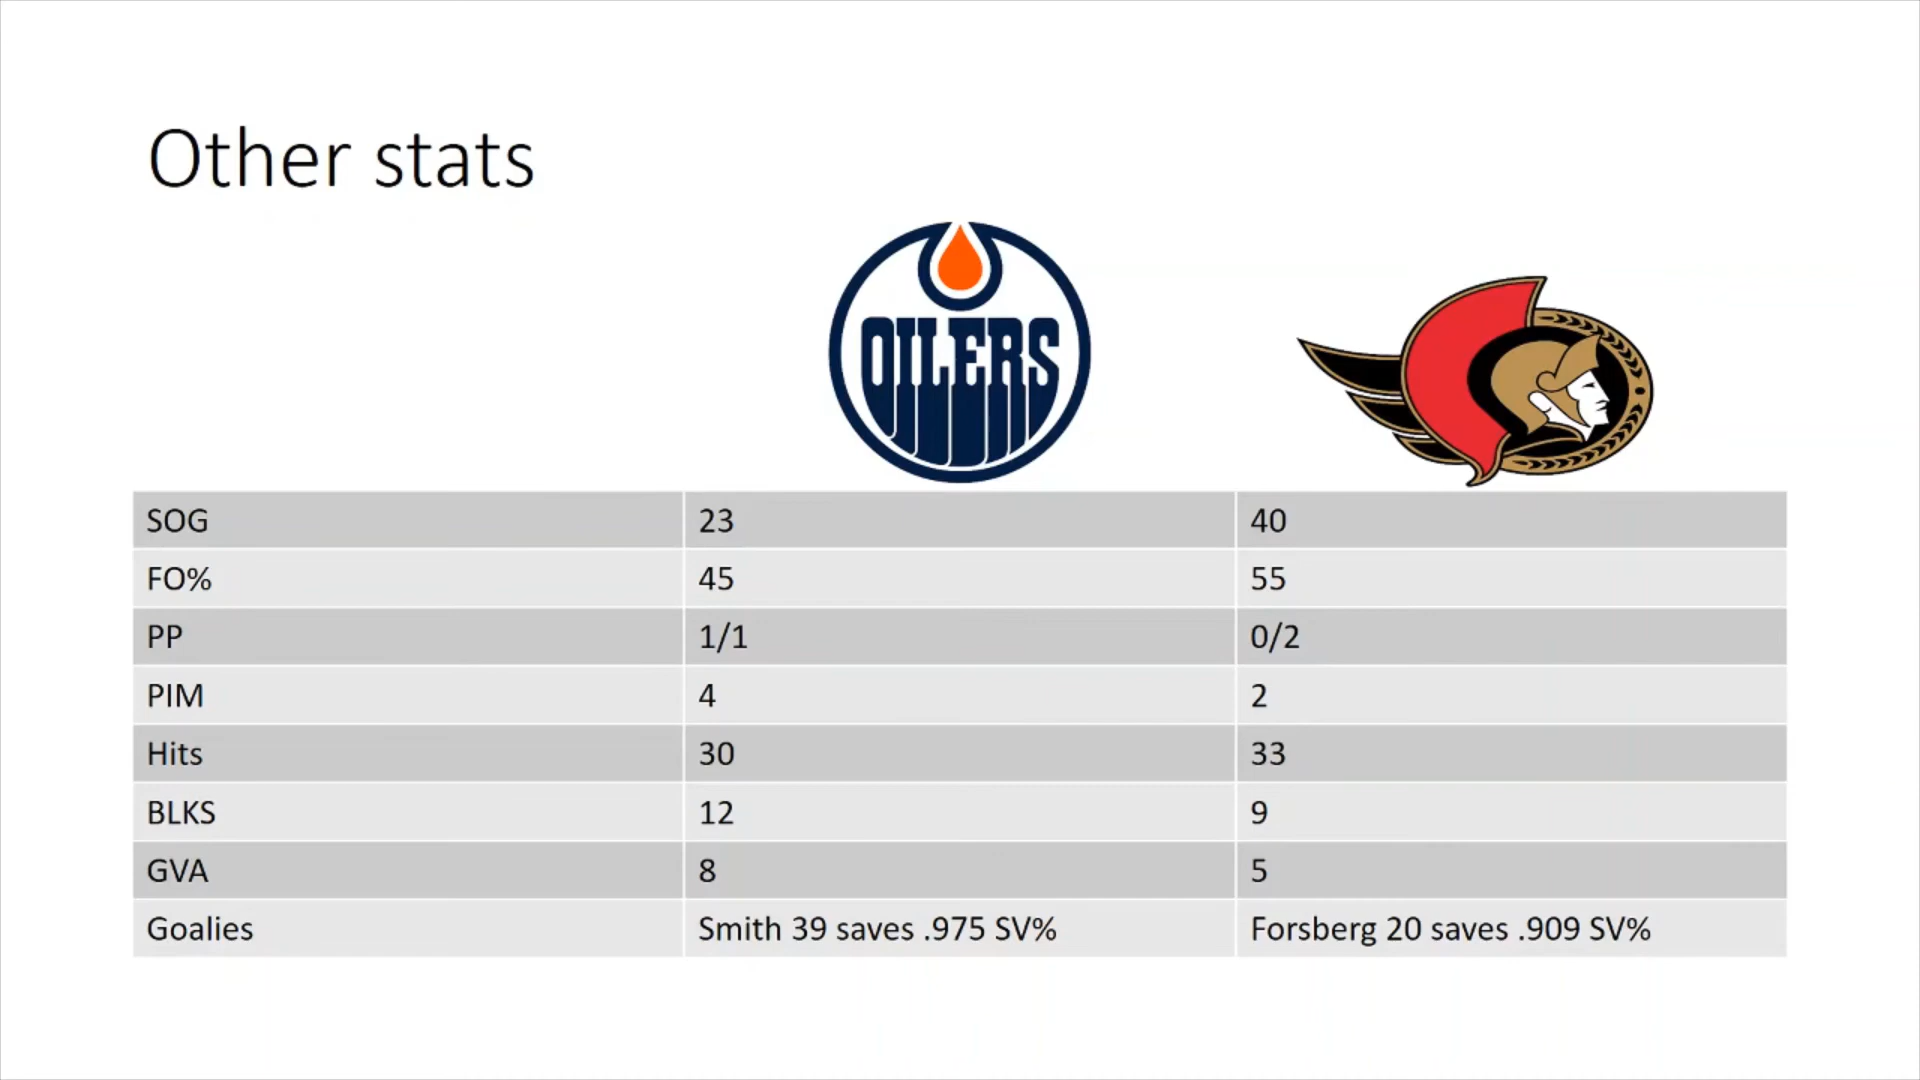 Other stats
OILERS
SOG 23 40
FO% 45 55
PP 1/1 0/2
PIM 4 2
Hits 30 33
BLKS 12 9
GVA 8 5
Goalies Smith 39 saves .975 SV% Forsberg 20 saves .909 SV%